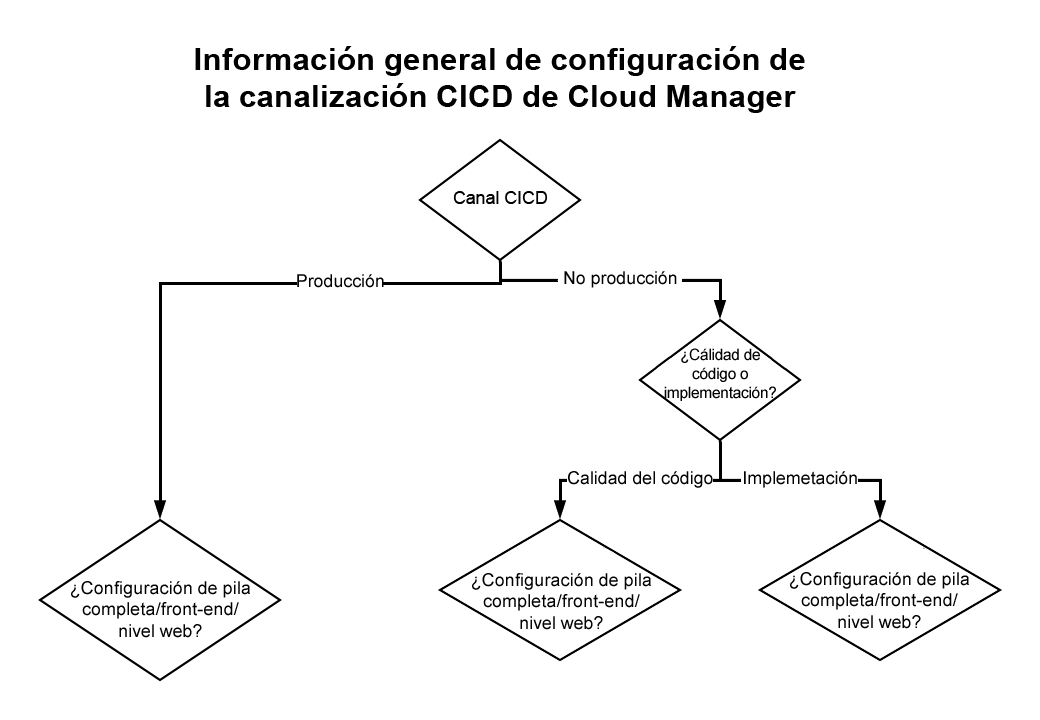 Información general de configuración de
la canalización CICD de Cloud Manager
Canal CICD
Producción
No producción
¿Cálidad de
código o
implementación?
Calidad del código
Implemetación
¿Configuración de pila
completa/front-end/
nivel web?
¿Configuración de pila
completa/front-end/
nivel web?
¿Configuración de pila
completa/front-end/
nivel web?